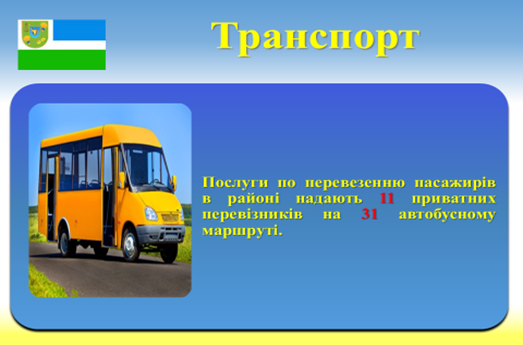 Транспорт
Послуги по перевезенню пасажирів
в районі надають 11 приватних
перевізників на 31 автобусному
маршруті.